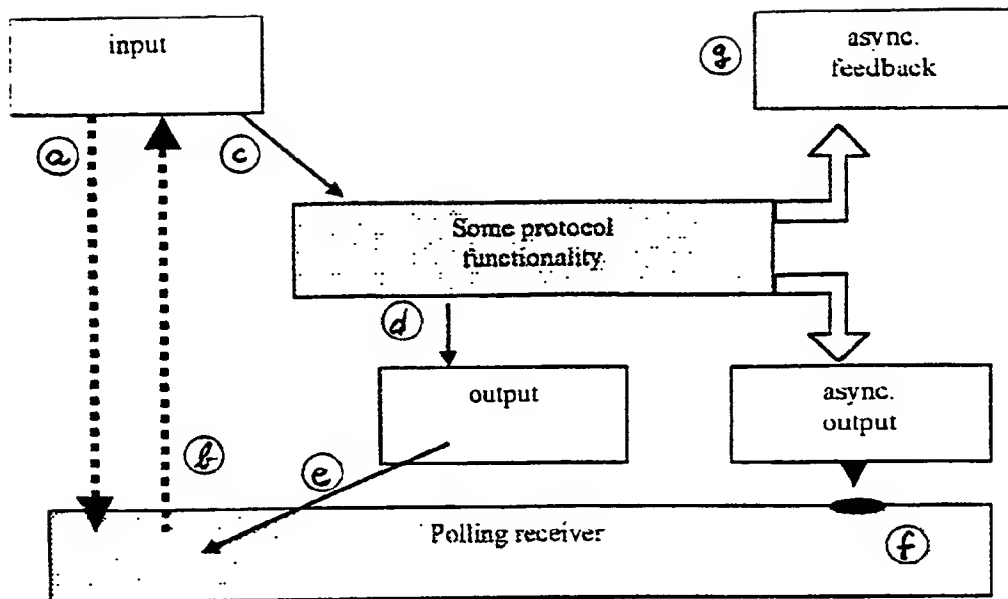 input
async.
feedback
g
a
c
Some protocol
functionality.
d
output
async.
output
b
e
Polling receiver
f